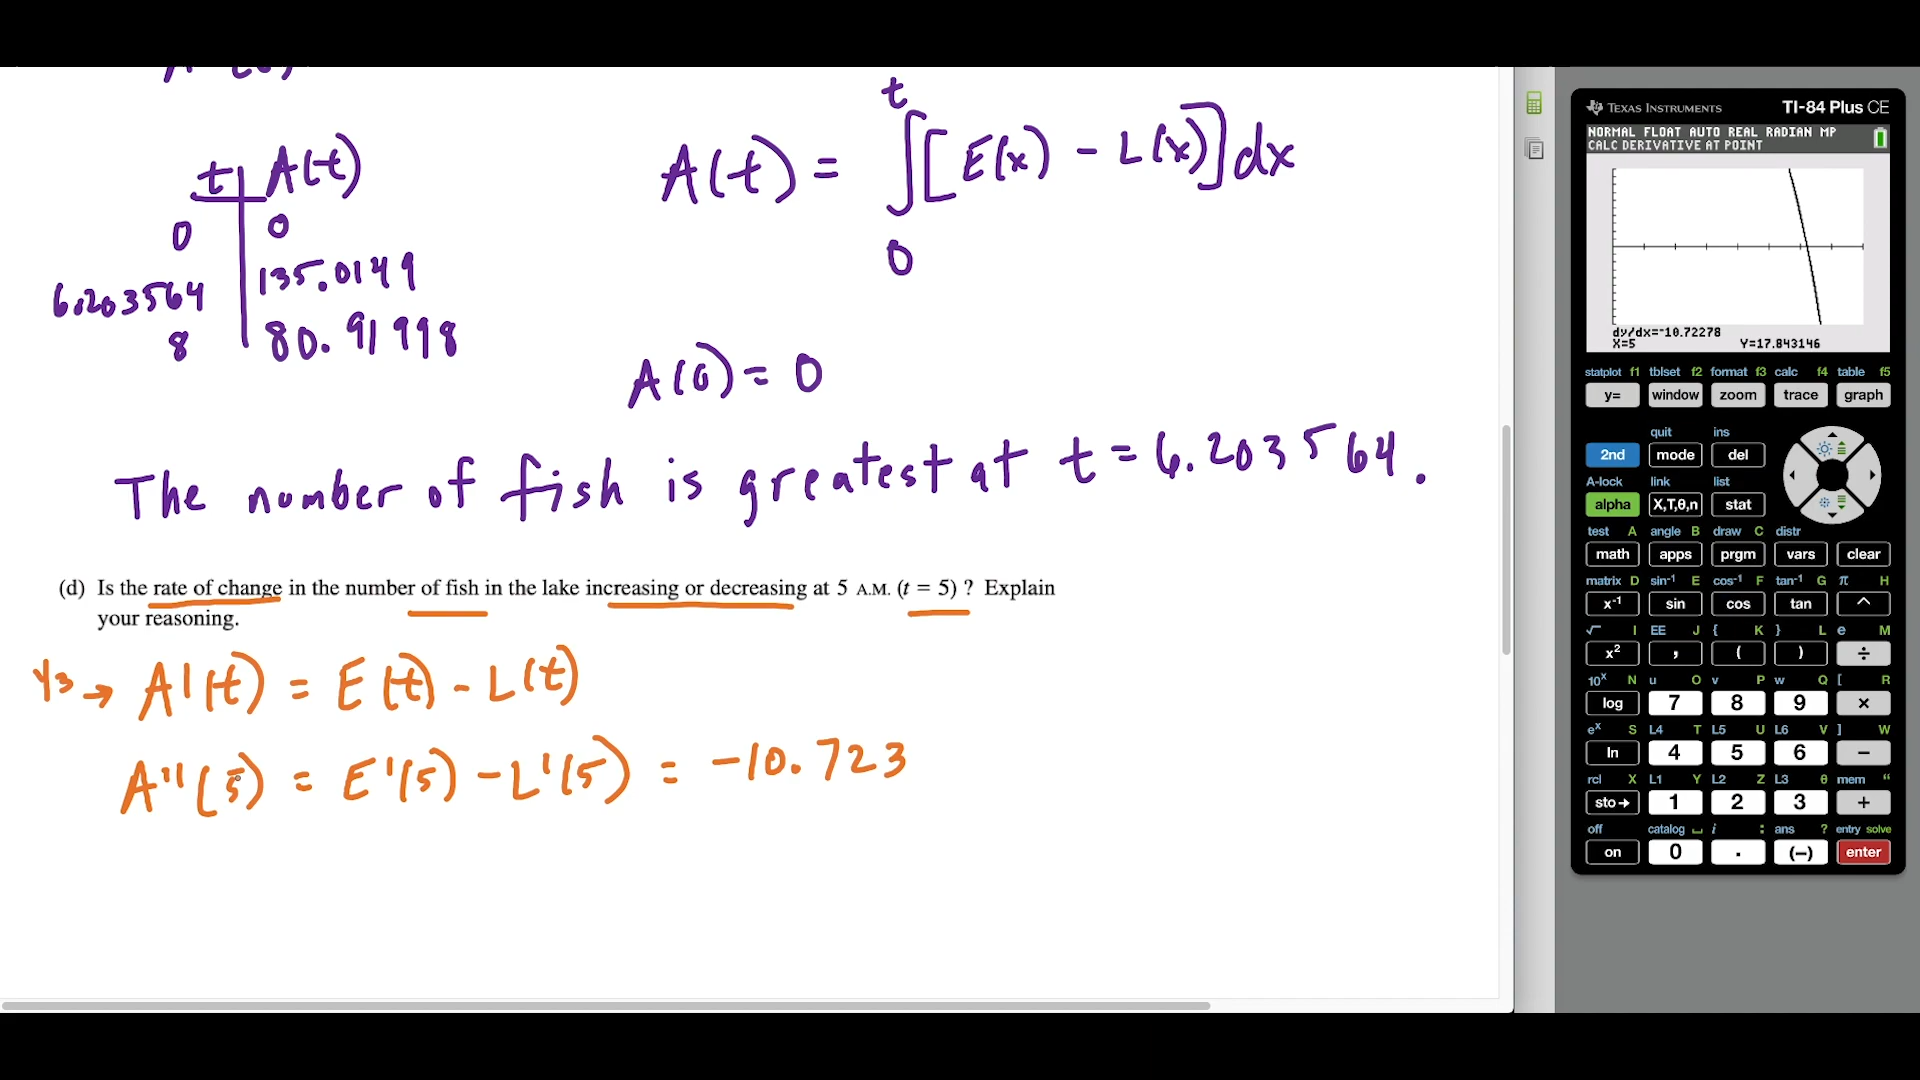 t
A(t) = ∫[E(x) - L(x)]dx
0
t A(t)
0 0
6.203564 135.0149
8 80.91998
A(0) = 0
The number of fish is greatest at t = 6.203564.
(d) Is the rate of change in the number of fish in the lake increasing or decreasing at 5 A.M. (t = 5) ? Explain
your reasoning.
Y3 → A'(t) = E(t) - L(t)
A''(5) = E'(5) - L'(5) = -10.723
TEXAS INSTRUMENTS TI-84 Plus CE
NORMAL FLOAT AUTO REAL RADIAN MP
CALC DERIVATIVE AT POINT
dy/dx=-10.72278
X=5 Y=17.843146
statplot f1 tblset f2 format f3 calc f4 table f5
y= window zoom trace graph
quit ins
2nd mode del
A-lock link list
alpha X,T,θ,n stat
test A angle B draw C distr
math apps prgm vars clear
matrix D sin⁻¹ E cos⁻¹ F tan⁻¹ G π H
x⁻¹ sin cos tan ^
√ I EE J { K } L e M
x² , ( ) ÷
10ˣ N u O v P w Q [ R
log 7 8 9 ×
eˣ S L4 T L5 U L6 V ] W
ln 4 5 6 −
rcl X L1 Y L2 Z L3 θ mem "
sto→ 1 2 3 +
off catalog i : ans ? entry solve
on 0 . (−) enter